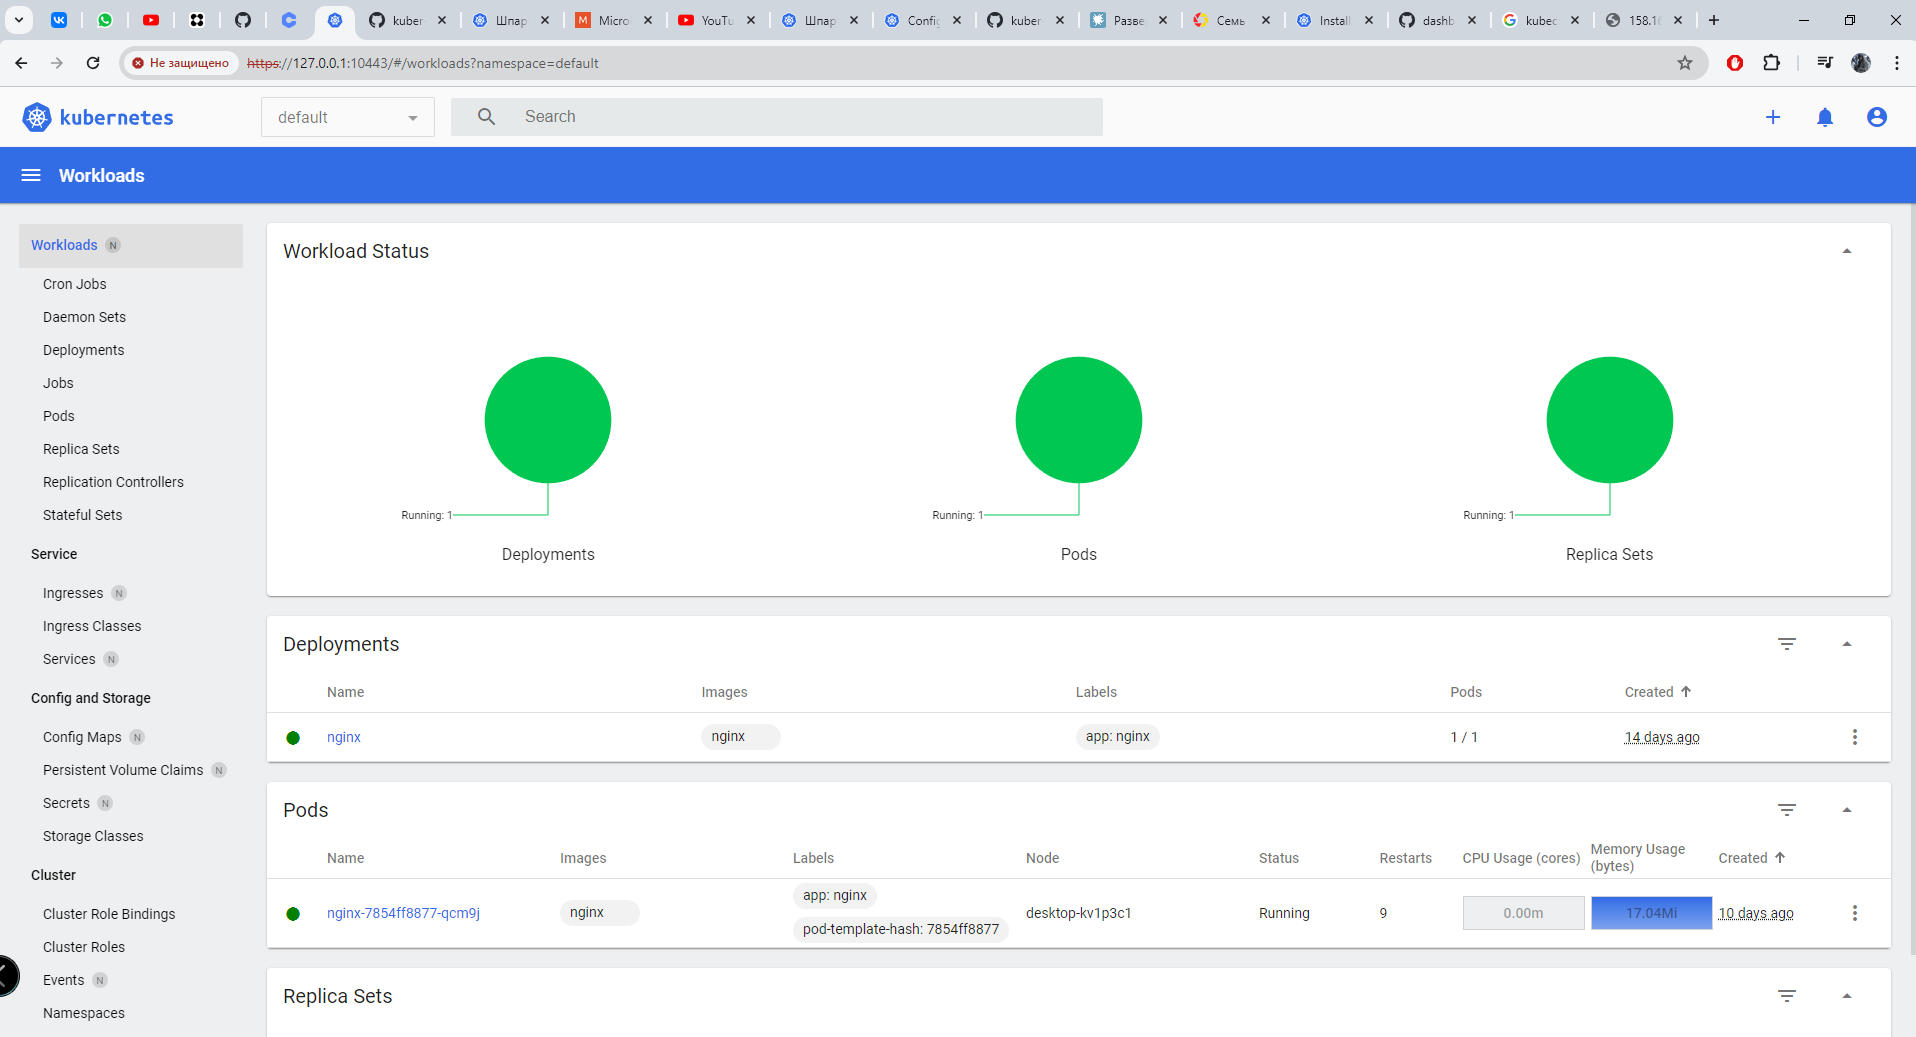 kuber
Шпар
Micro
YouTu
Шпар
Config
kuber
Разве
Семь
Install
dashb
kubec
158.16
Не защищено https://127.0.0.1:10443/#/workloads?namespace=default
kubernetes default Search
Workloads
Workloads N
Cron Jobs
Daemon Sets
Deployments
Jobs
Pods
Replica Sets
Replication Controllers
Stateful Sets
Service
Ingresses N
Ingress Classes
Services N
Config and Storage
Config Maps N
Persistent Volume Claims N
Secrets N
Storage Classes
Cluster
Cluster Role Bindings
Cluster Roles
Events N
Namespaces
Workload Status
Running: 1 Running: 1 Running: 1
Deployments Pods Replica Sets
Deployments
Name Images Labels Pods Created
nginx nginx app: nginx 1 / 1 14 days ago
Pods
Name Images Labels Node Status Restarts CPU Usage (cores) Memory Usage (bytes) Created
nginx-7854ff8877-qcm9j nginx app: nginx pod-template-hash: 7854ff8877 desktop-kv1p3c1 Running 9 0.00m 17.04Mi 10 days ago
Replica Sets